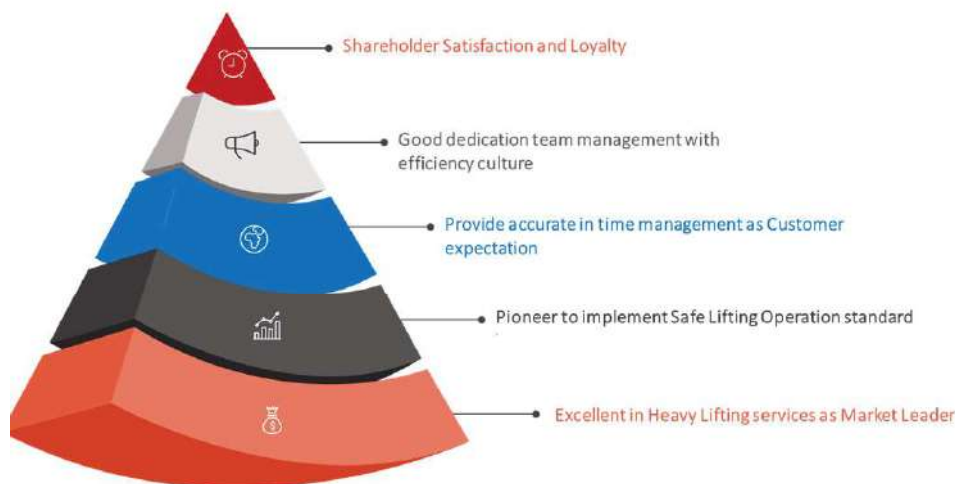 Shareholder Satisfaction and Loyalty
Good dedication team management with
efficiency culture
Provide accurate in time management as Customer
expectation
Pioneer to implement Safe Lifting Operation standard
Excellent in Heavy Lifting services as Market Leader